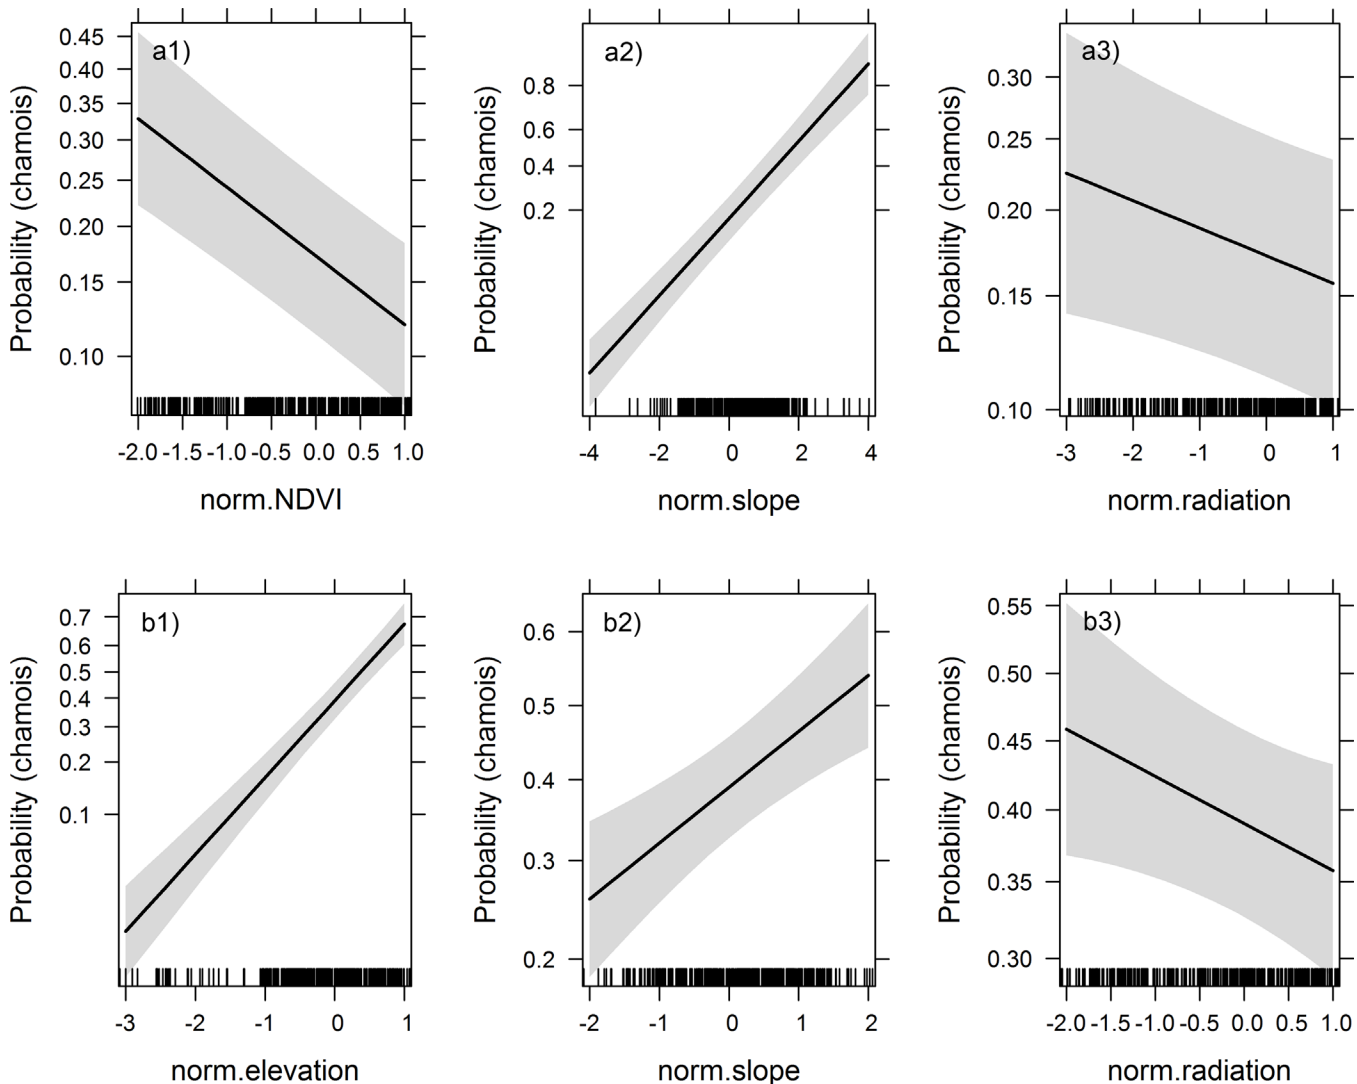 a1)
0.45
0.40
0.35
0.30
0.25
0.20
0.15
0.10
Probability (chamois)
-2.0 -1.5 -1.0 -0.5 0.0 0.5 1.0
norm.NDVI
a2)
0.8
0.6
0.4
0.2
Probability (chamois)
-4 -2 0 2 4
norm.slope
a3)
0.30
0.25
0.20
0.15
0.10
Probability (chamois)
-3 -2 -1 0 1
norm.radiation
b1)
0.7
0.6
0.5
0.4
0.3
0.2
0.1
Probability (chamois)
-3 -2 -1 0 1
norm.elevation
b2)
0.6
0.5
0.4
0.3
0.2
Probability (chamois)
-2 -1 0 1 2
norm.slope
b3)
0.55
0.50
0.45
0.40
0.35
0.30
Probability (chamois)
-2.0 -1.5 -1.0 -0.5 0.0 0.5 1.0
norm.radiation